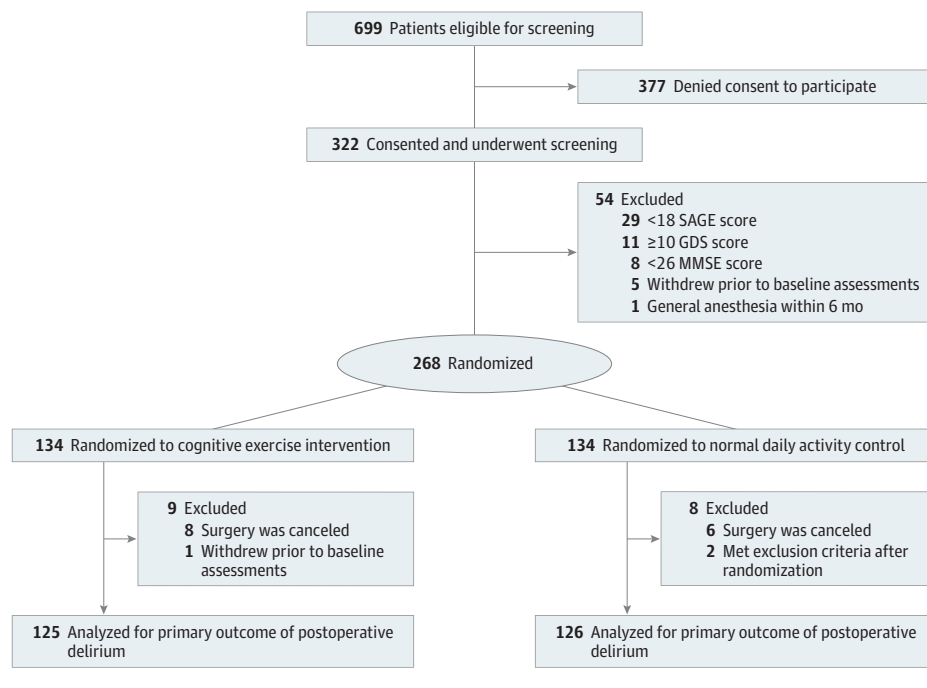 699 Patients eligible for screening
377 Denied consent to participate
322 Consented and underwent screening
54 Excluded
29 <18 SAGE score
11 ≥10 GDS score
8 <26 MMSE score
5 Withdrew prior to baseline assessments
1 General anesthesia within 6 mo
268 Randomized
134 Randomized to cognitive exercise intervention
9 Excluded
8 Surgery was canceled
1 Withdrew prior to baseline
assessments
125 Analyzed for primary outcome of postoperative
delirium
134 Randomized to normal daily activity control
8 Excluded
6 Surgery was canceled
2 Met exclusion criteria after
randomization
126 Analyzed for primary outcome of postoperative
delirium